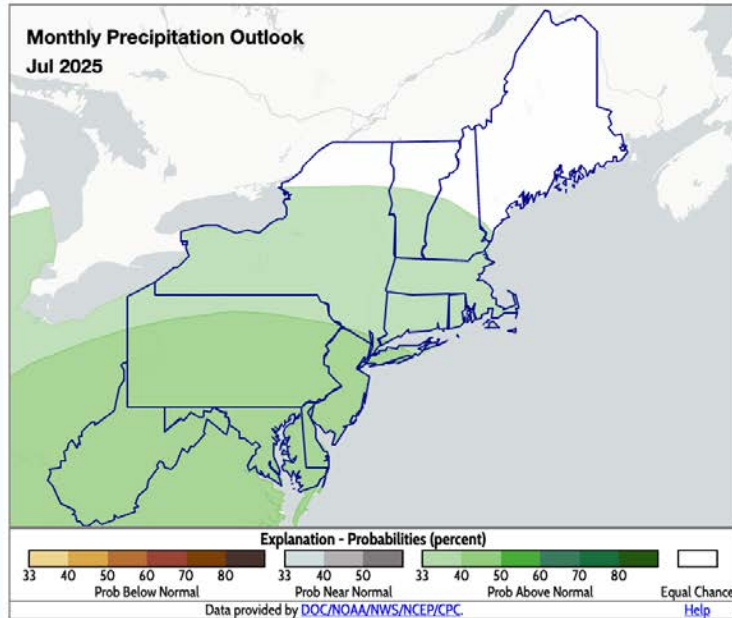 Monthly Precipitation Outlook
Jul 2025
Explanation - Probabilities (percent)
33 40 50 60 70 80 33 40 50 33 40 50 60 70 80
Prob Below Normal Prob Near Normal Prob Above Normal Equal Chance
Data provided by DOC/NOAA/NWS/NCEP/CPC. Help